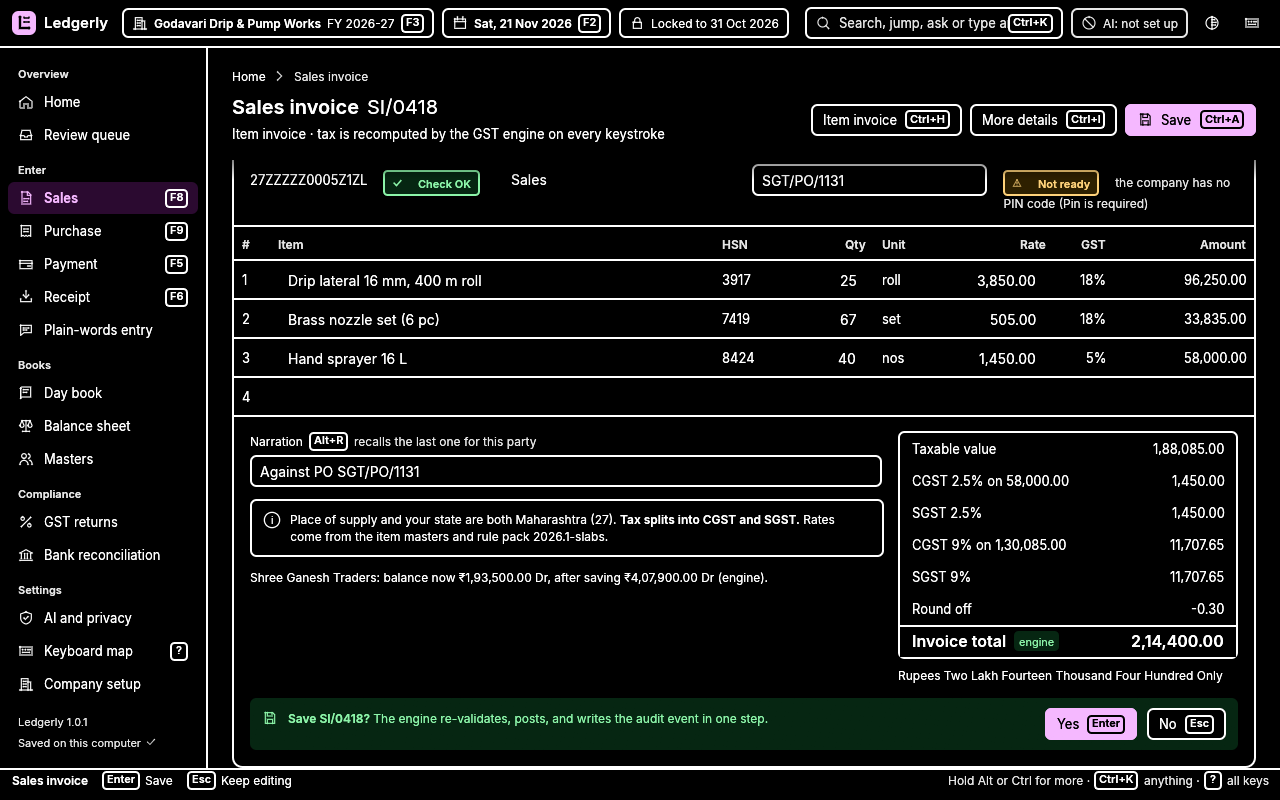 Ledgerly
Godavari Drip & Pump Works FY 2026-27 F3
Sat, 21 Nov 2026 F2
Locked to 31 Oct 2026
Search, jump, ask or type a Ctrl+K
AI: not set up
Overview
Home
Review queue
Enter
Sales F8
Purchase F9
Payment F5
Receipt F6
Plain-words entry
Books
Day book
Balance sheet
Masters
Compliance
GST returns
Bank reconciliation
Settings
AI and privacy
Keyboard map ?
Company setup
Ledgerly 1.0.1
Saved on this computer
Home Sales invoice
Sales invoice SI/0418
Item invoice · tax is recomputed by the GST engine on every keystroke
Item invoice Ctrl+H
More details Ctrl+I
Save Ctrl+A
27ZZZZZ0005Z1ZL Check OK Sales SGT/PO/1131 Not ready the company has no
PIN code (Pin is required)
# Item HSN Qty Unit Rate GST Amount
1 Drip lateral 16 mm, 400 m roll 3917 25 roll 3,850.00 18% 96,250.00
2 Brass nozzle set (6 pc) 7419 67 set 505.00 18% 33,835.00
3 Hand sprayer 16 L 8424 40 nos 1,450.00 5% 58,000.00
4
Narration Alt+R recalls the last one for this party
Against PO SGT/PO/1131
Place of supply and your state are both Maharashtra (27). Tax splits into CGST and SGST. Rates
come from the item masters and rule pack 2026.1-slabs.
Shree Ganesh Traders: balance now ₹1,93,500.00 Dr, after saving ₹4,07,900.00 Dr (engine).
Taxable value 1,88,085.00
CGST 2.5% on 58,000.00 1,450.00
SGST 2.5% 1,450.00
CGST 9% on 1,30,085.00 11,707.65
SGST 9% 11,707.65
Round off -0.30
Invoice total engine 2,14,400.00
Rupees Two Lakh Fourteen Thousand Four Hundred Only
Save SI/0418? The engine re-validates, posts, and writes the audit event in one step.
Yes Enter
No Esc
Sales invoice Enter Save Esc Keep editing
Hold Alt or Ctrl for more · Ctrl+K anything · ? all keys